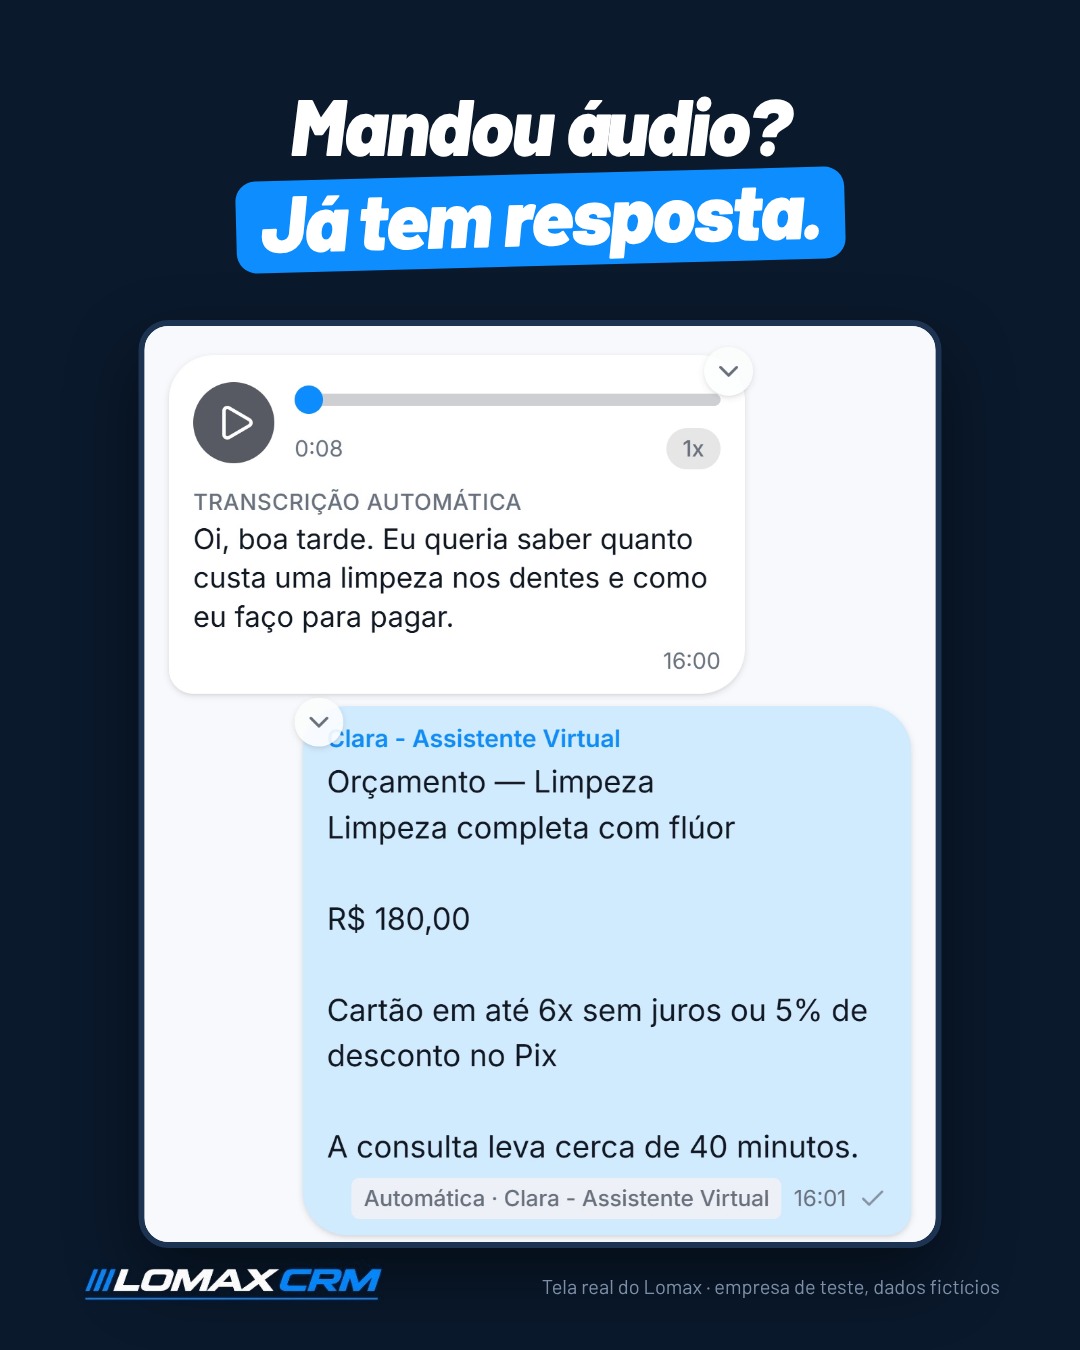 Mandou áudio?
Já tem resposta.
0:08
1x
TRANSCRIÇÃO AUTOMÁTICA
Oi, boa tarde. Eu queria saber quanto
custa uma limpeza nos dentes e como
eu faço para pagar.
16:00
Clara - Assistente Virtual
Orçamento — Limpeza
Limpeza completa com flúor
R$ 180,00
Cartão em até 6x sem juros ou 5% de
desconto no Pix
A consulta leva cerca de 40 minutos.
Automática · Clara - Assistente Virtual 16:01
LOMAX CRM
Tela real do Lomax · empresa de teste, dados fictícios